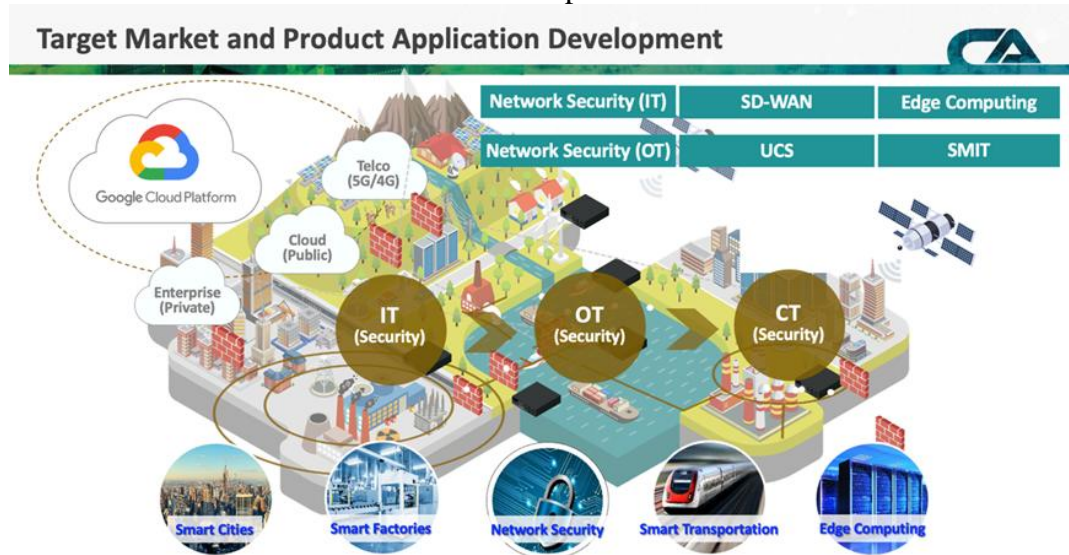 Target Market and Product Application Development
CA
Network Security (IT)
SD-WAN
Edge Computing
Network Security (OT)
UCS
SMIT
Google Cloud Platform
Telco
(5G/4G)
Cloud
(Public)
Enterprise
(Private)
IT
(Security)
OT
(Security)
CT
(Security)
Smart Cities
Smart Factories
Network Security
Smart Transportation
Edge Computing